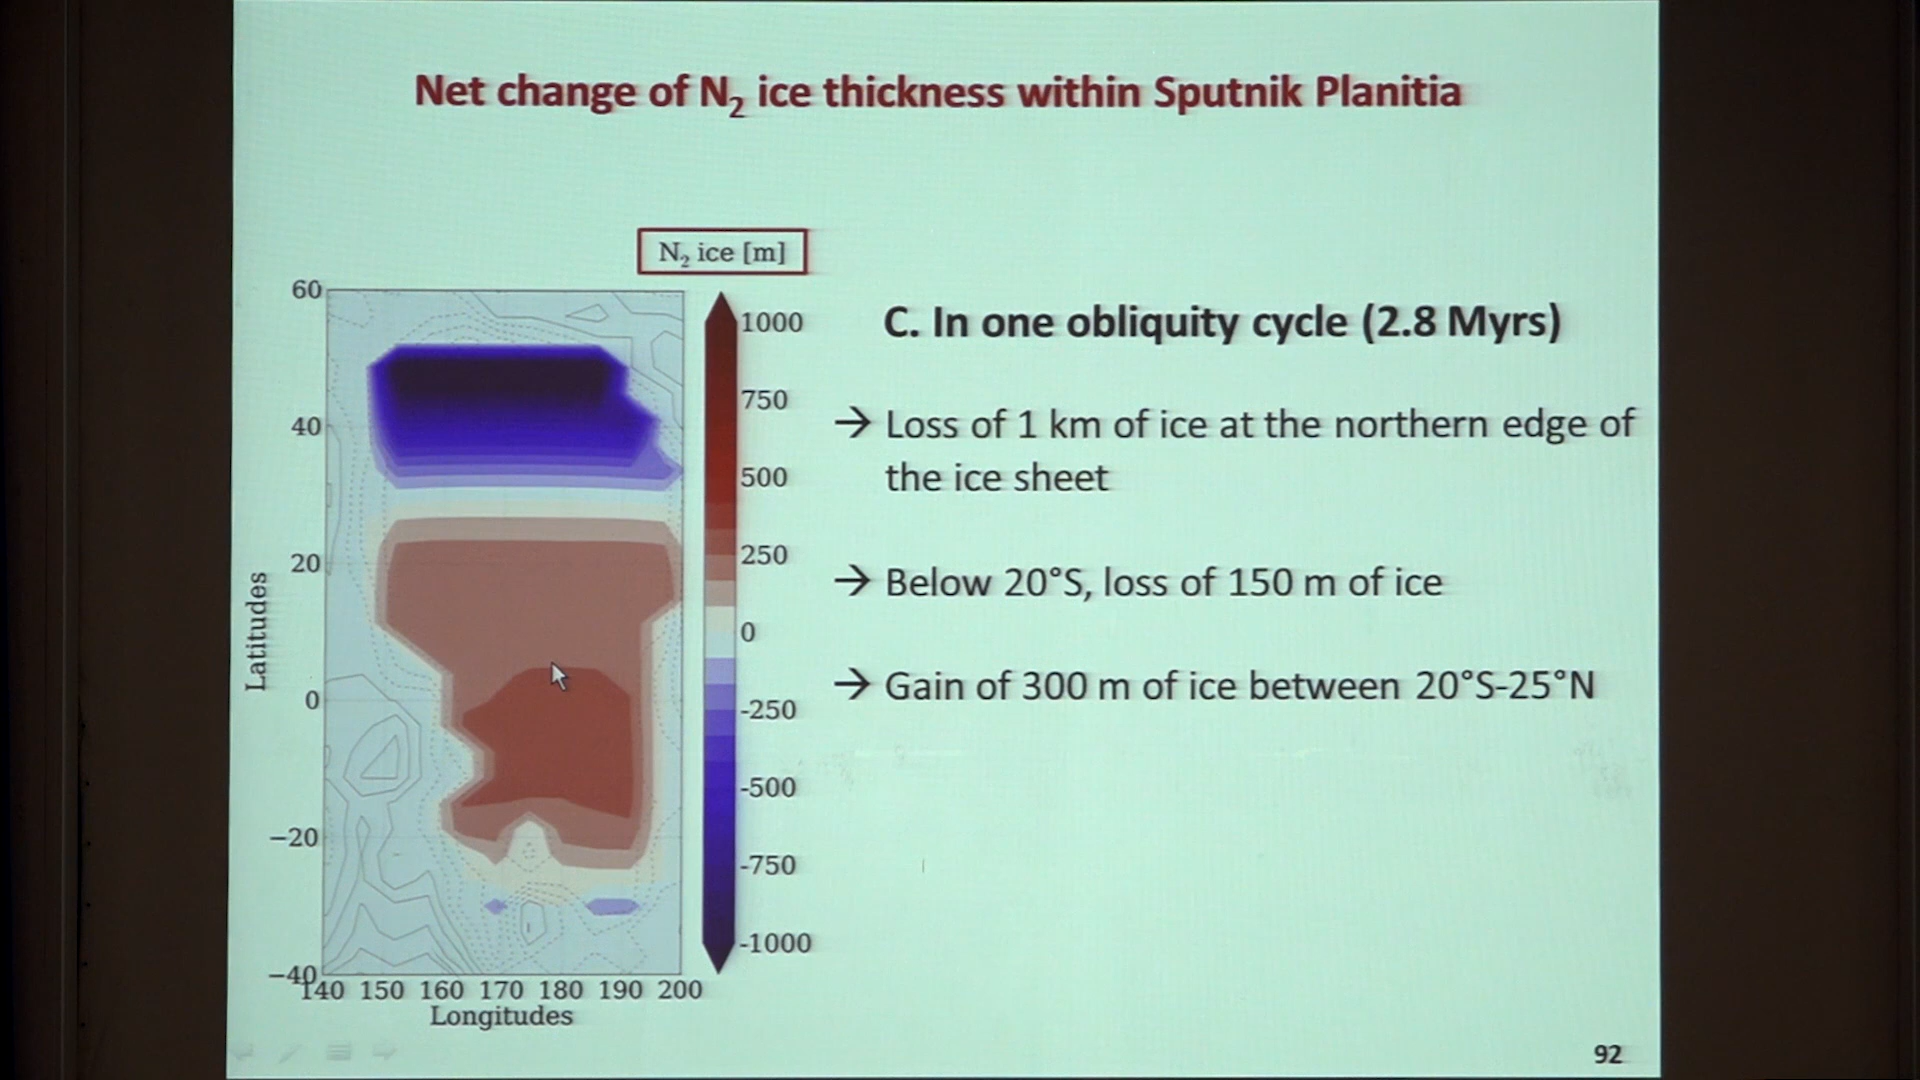 Net change of N₂ ice thickness within Sputnik Planitia
N₂ ice [m]
60
40
20
0
−20
−40
Latitudes
140 150 160 170 180 190 200
Longitudes
1000
750
500
250
0
-250
-500
-750
-1000
C. In one obliquity cycle (2.8 Myrs)
→ Loss of 1 km of ice at the northern edge of
the ice sheet
→ Below 20°S, loss of 150 m of ice
→ Gain of 300 m of ice between 20°S-25°N
92